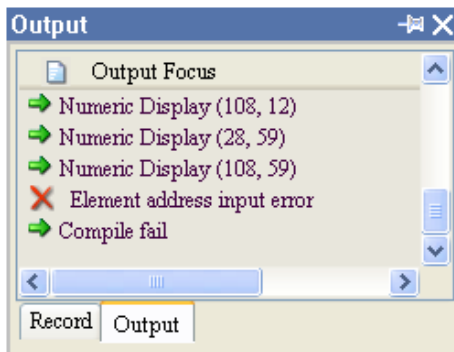 Output
Output Focus
Numeric Display (108, 12)
Numeric Display (28, 59)
Numeric Display (108, 59)
Element address input error
Compile fail
Record Output